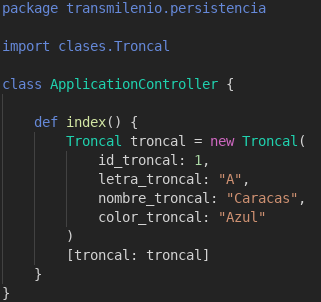 package transmilenio.persistencia
import clases.Troncal
class ApplicationController {
def index() {
Troncal troncal = new Troncal(
id_troncal: 1,
letra_troncal: "A",
nombre_troncal: "Caracas",
color_troncal: "Azul"
)
[troncal: troncal]
}
}